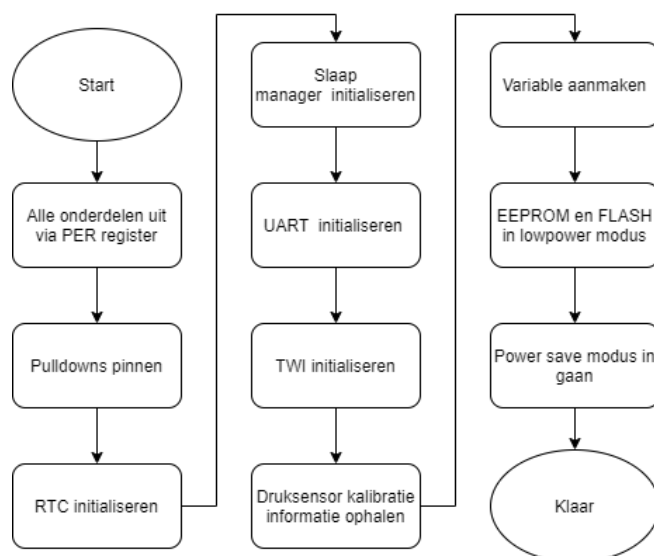 Start
Alle onderdelen uit
via PER register
Pulldowns pinnen
RTC initialiseren
Slaap
manager initialiseren
UART initialiseren
TWI initialiseren
Druksensor kalibratie
informatie ophalen
Variable aanmaken
EEPROM en FLASH
in lowpower modus
Power save modus in
gaan
Klaar